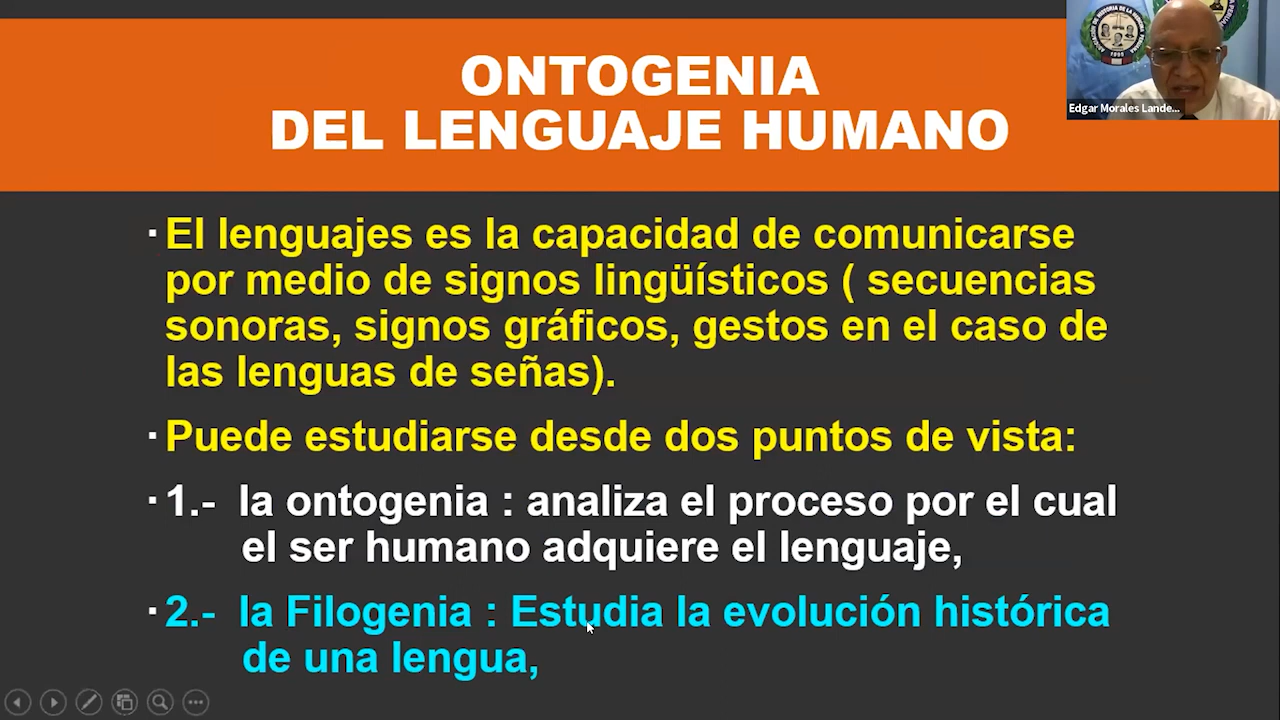 ONTOGENIA
DEL LENGUAJE HUMANO
Edgar Morales Lande...
▪ El lenguajes es la capacidad de comunicarse
por medio de signos lingüísticos ( secuencias
sonoras, signos gráficos, gestos en el caso de
las lenguas de señas).
▪ Puede estudiarse desde dos puntos de vista:
▪ 1.- la ontogenia : analiza el proceso por el cual
el ser humano adquiere el lenguaje,
▪ 2.- la Filogenia : Estudia la evolución histórica
de una lengua,